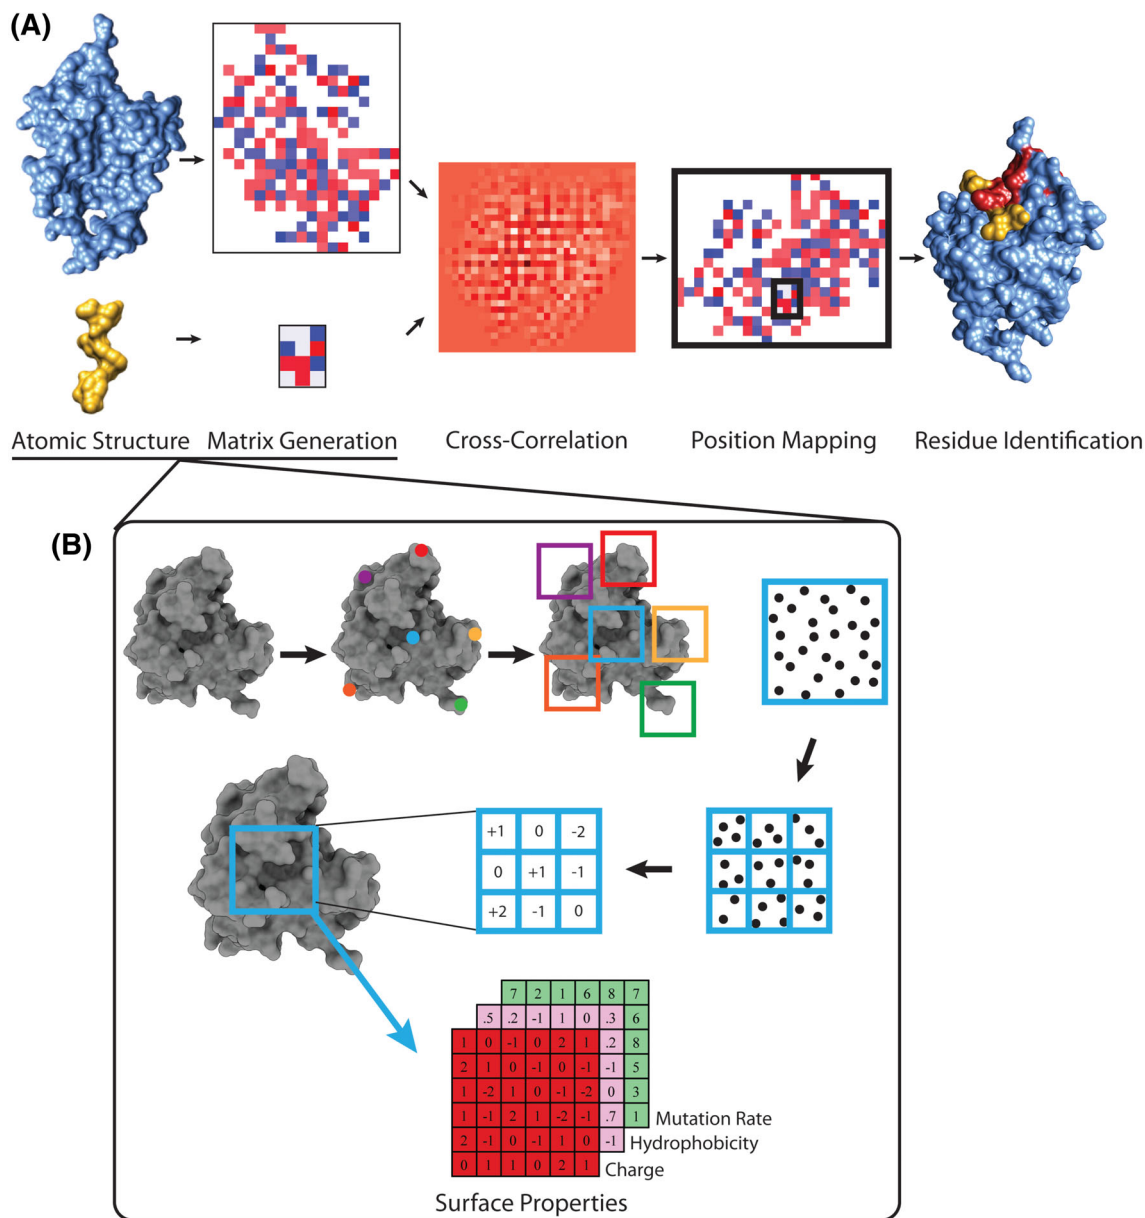 (A)
Atomic Structure Matrix Generation Cross-Correlation Position Mapping Residue Identification
(B)
+1 0 -2
0 +1 -1
+2 -1 0
7 2 1 6 8 7
.5 .2 -1 1 0 .3 6
1 0 -1 0 2 1 .2 8
2 1 0 -1 0 -1 -1 5
1 -2 1 0 -1 -2 0 3
1 -1 2 1 -2 -1 .7 1 Mutation Rate
2 -1 0 -1 1 0 -1 Hydrophobicity
0 1 1 0 2 1 Charge
Surface Properties